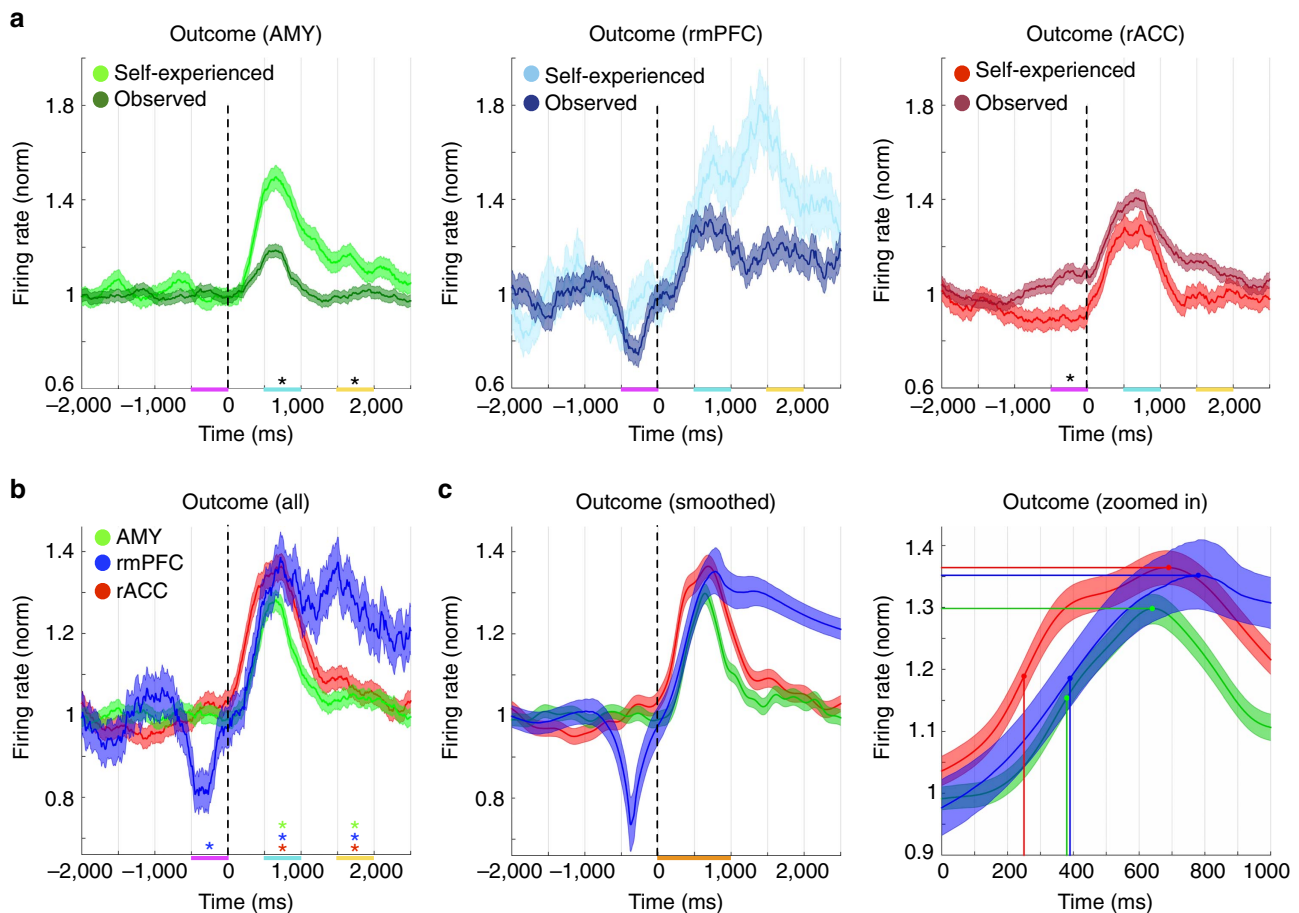 a
Outcome (AMY)
Self-experienced
Observed
Firing rate (norm)
1.8
1.4
1
0.6
* *
−2,000 −1,000 0 1,000 2,000
Time (ms)
Outcome (rmPFC)
Self-experienced
Observed
Firing rate (norm)
1.8
1.4
1
0.6
−2,000 −1,000 0 1,000 2,000
Time (ms)
Outcome (rACC)
Self-experienced
Observed
Firing rate (norm)
1.8
1.4
1
0.6
*
−2,000 −1,000 0 1,000 2,000
Time (ms)
b
Outcome (all)
AMY
rmPFC
rACC
Firing rate (norm)
1.4
1.2
1
0.8
* *
* * *
* *
−2,000 −1,000 0 1,000 2,000
Time (ms)
c
Outcome (smoothed)
Firing rate (norm)
1.4
1.2
1
0.8
−2,000 −1,000 0 1,000 2,000
Time (ms)
Outcome (zoomed in)
Firing rate (norm)
1.4
1.3
1.2
1.1
1
0.9
0 200 400 600 800 1000
Time (ms)